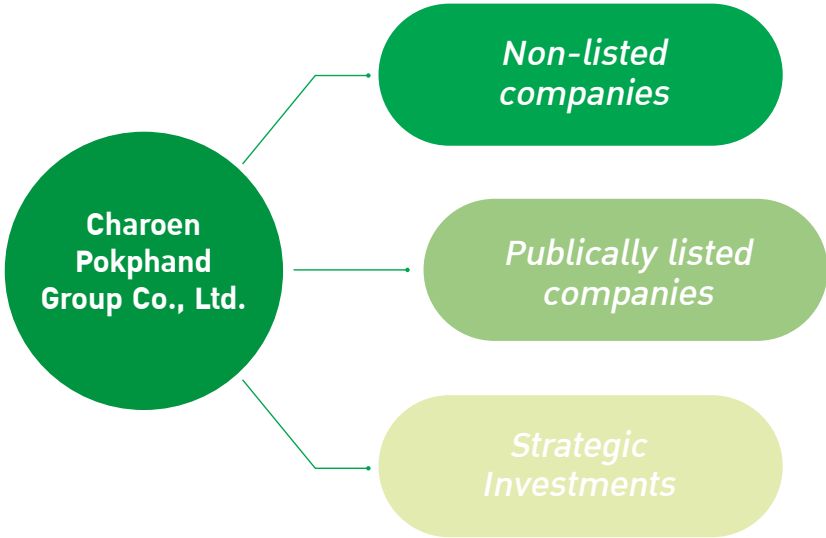 Non-listed
companies
Charoen
Pokphand
Group Co., Ltd.
Publically listed
companies
Strategic
Investments